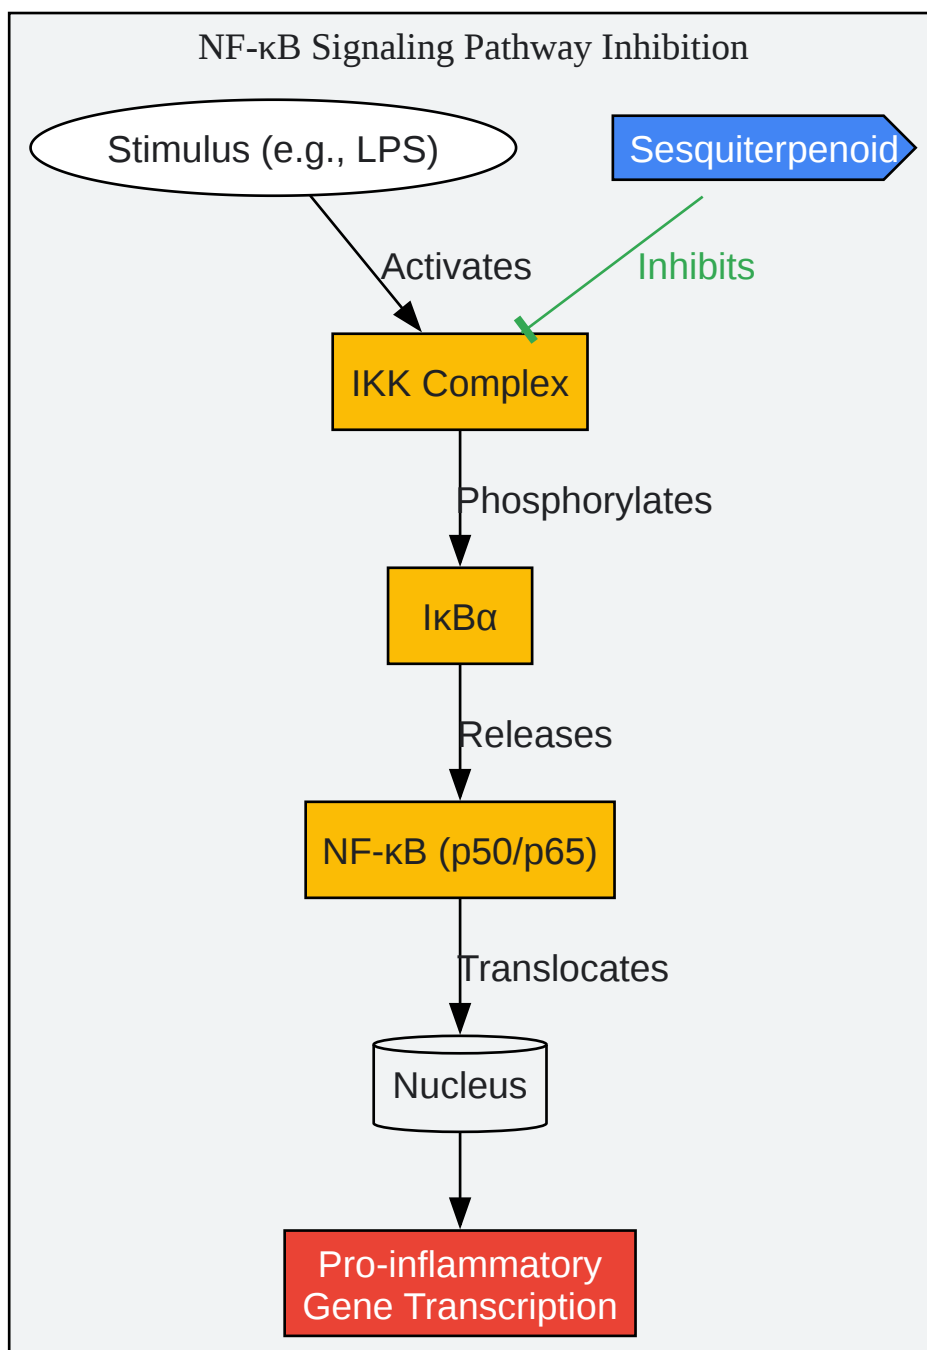 NF-κB Signaling Pathway Inhibition
Stimulus (e.g., LPS)
Sesquiterpenoid
Activates
Inhibits
IKK Complex
Phosphorylates
IκBα
Releases
NF-κB (p50/p65)
Translocates
Nucleus
Pro-inflammatory
Gene Transcription